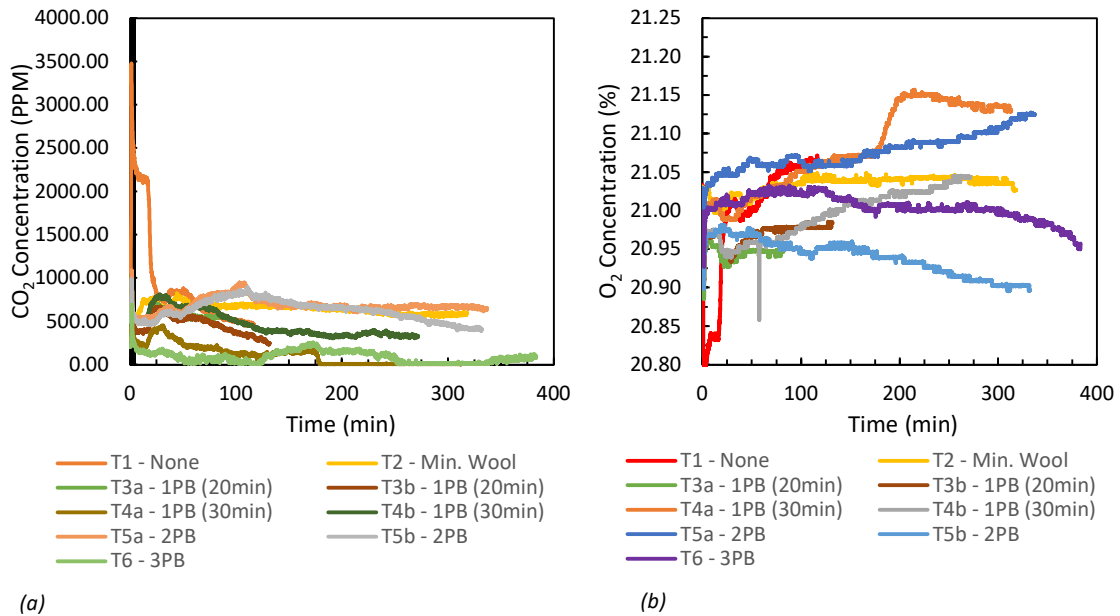 CO2 Concentration (PPM)
4000.00
3500.00
3000.00
2500.00
2000.00
1500.00
1000.00
500.00
0.00
0 100 200 300 400
Time (min)
T1 - None T2 - Min. Wool
T3a - 1PB (20min) T3b - 1PB (20min)
T4a - 1PB (30min) T4b - 1PB (30min)
T5a - 2PB T5b - 2PB
T6 - 3PB
(a)
O2 Concentration (%)
21.25
21.20
21.15
21.10
21.05
21.00
20.95
20.90
20.85
20.80
0 100 200 300 400
Time (min)
T1 - None T2 - Min. Wool
T3a - 1PB (20min) T3b - 1PB (20min)
T4a - 1PB (30min) T4b - 1PB (30min)
T5a - 2PB T5b - 2PB
T6 - 3PB
(b)